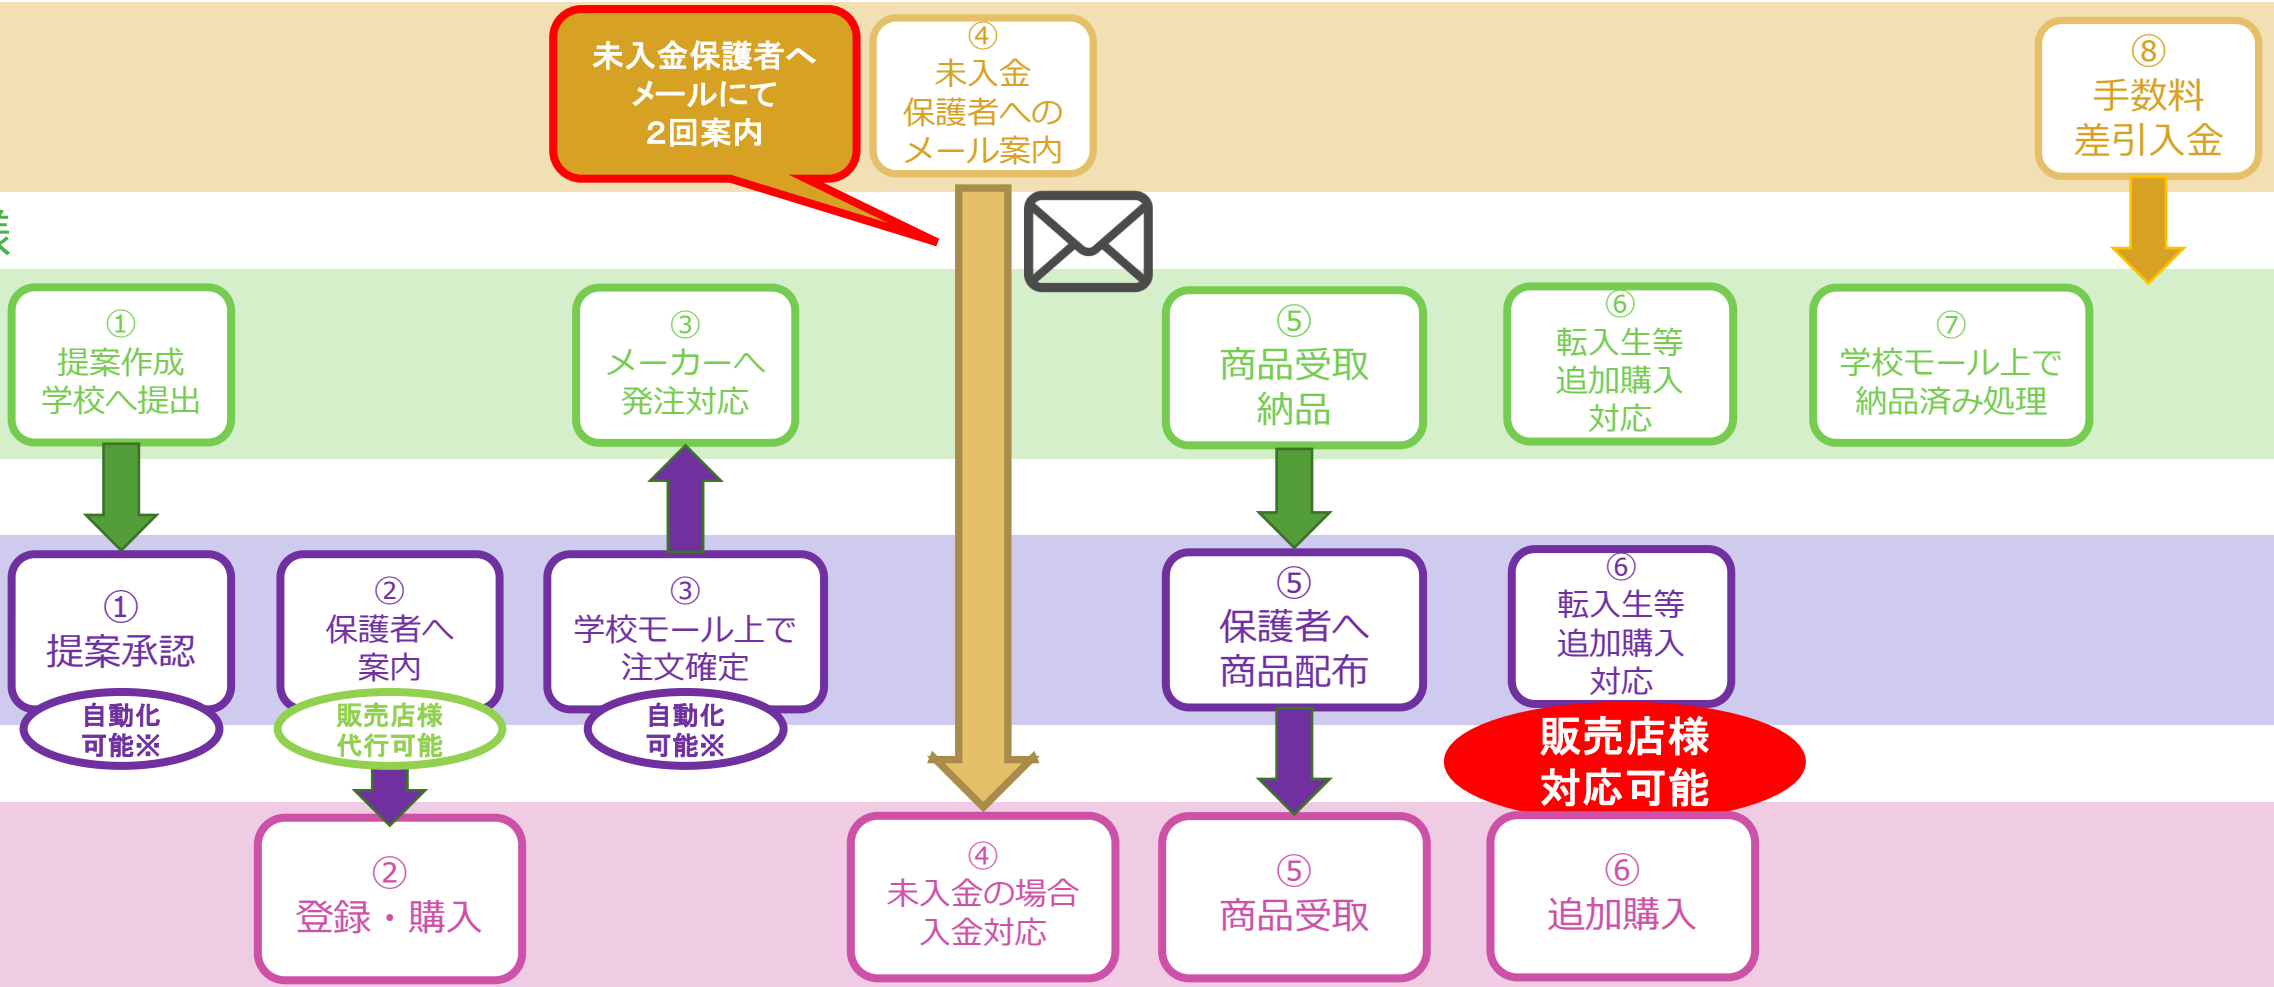 未入金保護者へ
メールにて
2回案内
④
未入金
保護者への
メール案内
⑧
手数料
差引入金
様
①
提案作成
学校へ提出
③
メーカーへ
発注対応
⑤
商品受取
納品
⑥
転入生等
追加購入
対応
⑦
学校モール上で
納品済み処理
①
提案承認
自動化
可能※
②
保護者へ
案内
販売店様
代行可能
③
学校モール上で
注文確定
自動化
可能※
⑤
保護者へ
商品配布
⑥
転入生等
追加購入
対応
販売店様
対応可能
②
登録・購入
④
未入金の場合
入金対応
⑤
商品受取
⑥
追加購入